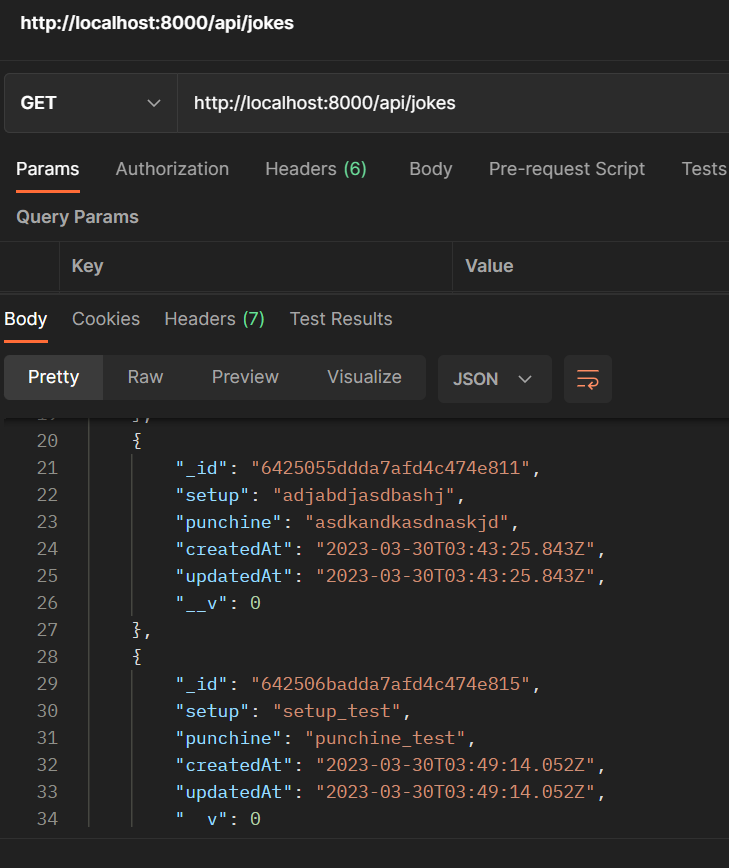 http://localhost:8000/api/jokes
GET http://localhost:8000/api/jokes
Params Authorization Headers (6) Body Pre-request Script Tests
Query Params
Key Value
Body Cookies Headers (7) Test Results
Pretty Raw Preview Visualize JSON
19 },
20 {
21 "_id": "6425055ddda7afd4c474e811",
22 "setup": "adjabdjasdbashj",
23 "punchine": "asdkandkasdnaskjd",
24 "createdAt": "2023-03-30T03:43:25.843Z",
25 "updatedAt": "2023-03-30T03:43:25.843Z",
26 "__v": 0
27 },
28 {
29 "_id": "642506badda7afd4c474e815",
30 "setup": "setup_test",
31 "punchine": "punchine_test",
32 "createdAt": "2023-03-30T03:49:14.052Z",
33 "updatedAt": "2023-03-30T03:49:14.052Z",
34 "__v": 0